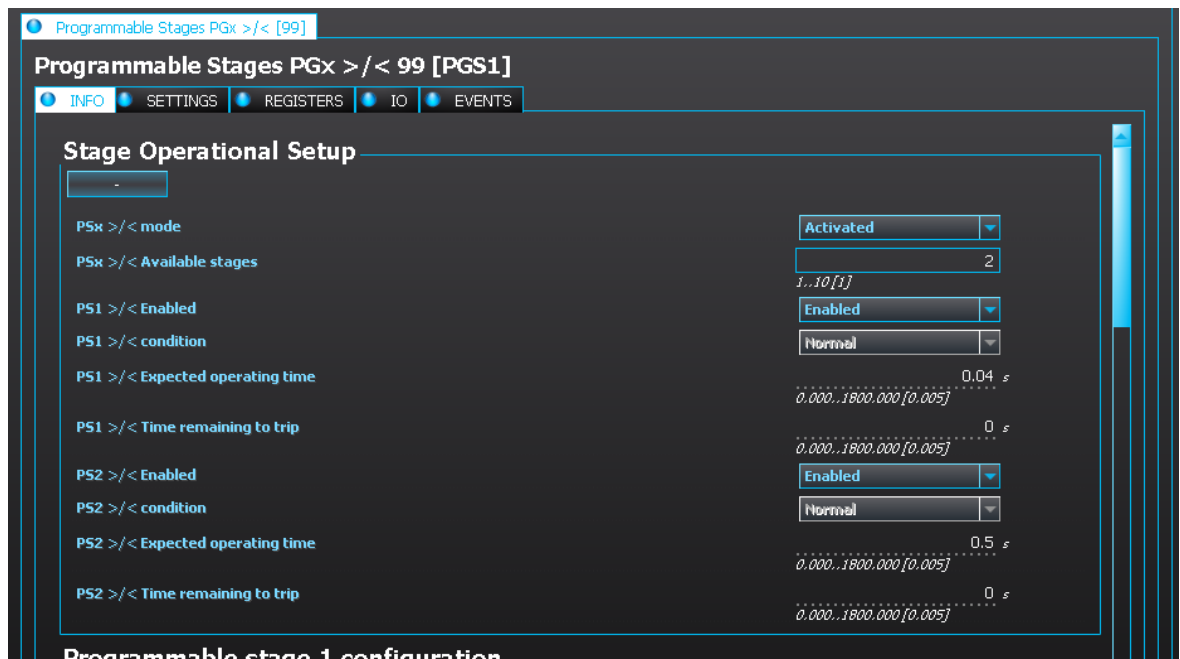 Programmable Stages PGx >/< [99]
Programmable Stages PGx >/< 99 [PGS1]
INFO SETTINGS REGISTERS IO EVENTS
Stage Operational Setup
-
PSx >/< mode Activated
PSx >/< Available stages 2
1..10 [1]
PS1 >/< Enabled Enabled
PS1 >/< condition Normal
PS1 >/< Expected operating time 0.04 s
0.000..1800.000 [0.005]
PS1 >/< Time remaining to trip 0 s
0.000..1800.000 [0.005]
PS2 >/< Enabled Enabled
PS2 >/< condition Normal
PS2 >/< Expected operating time 0.5 s
0.000..1800.000 [0.005]
PS2 >/< Time remaining to trip 0 s
0.000..1800.000 [0.005]
Programmable stage 1 configuration